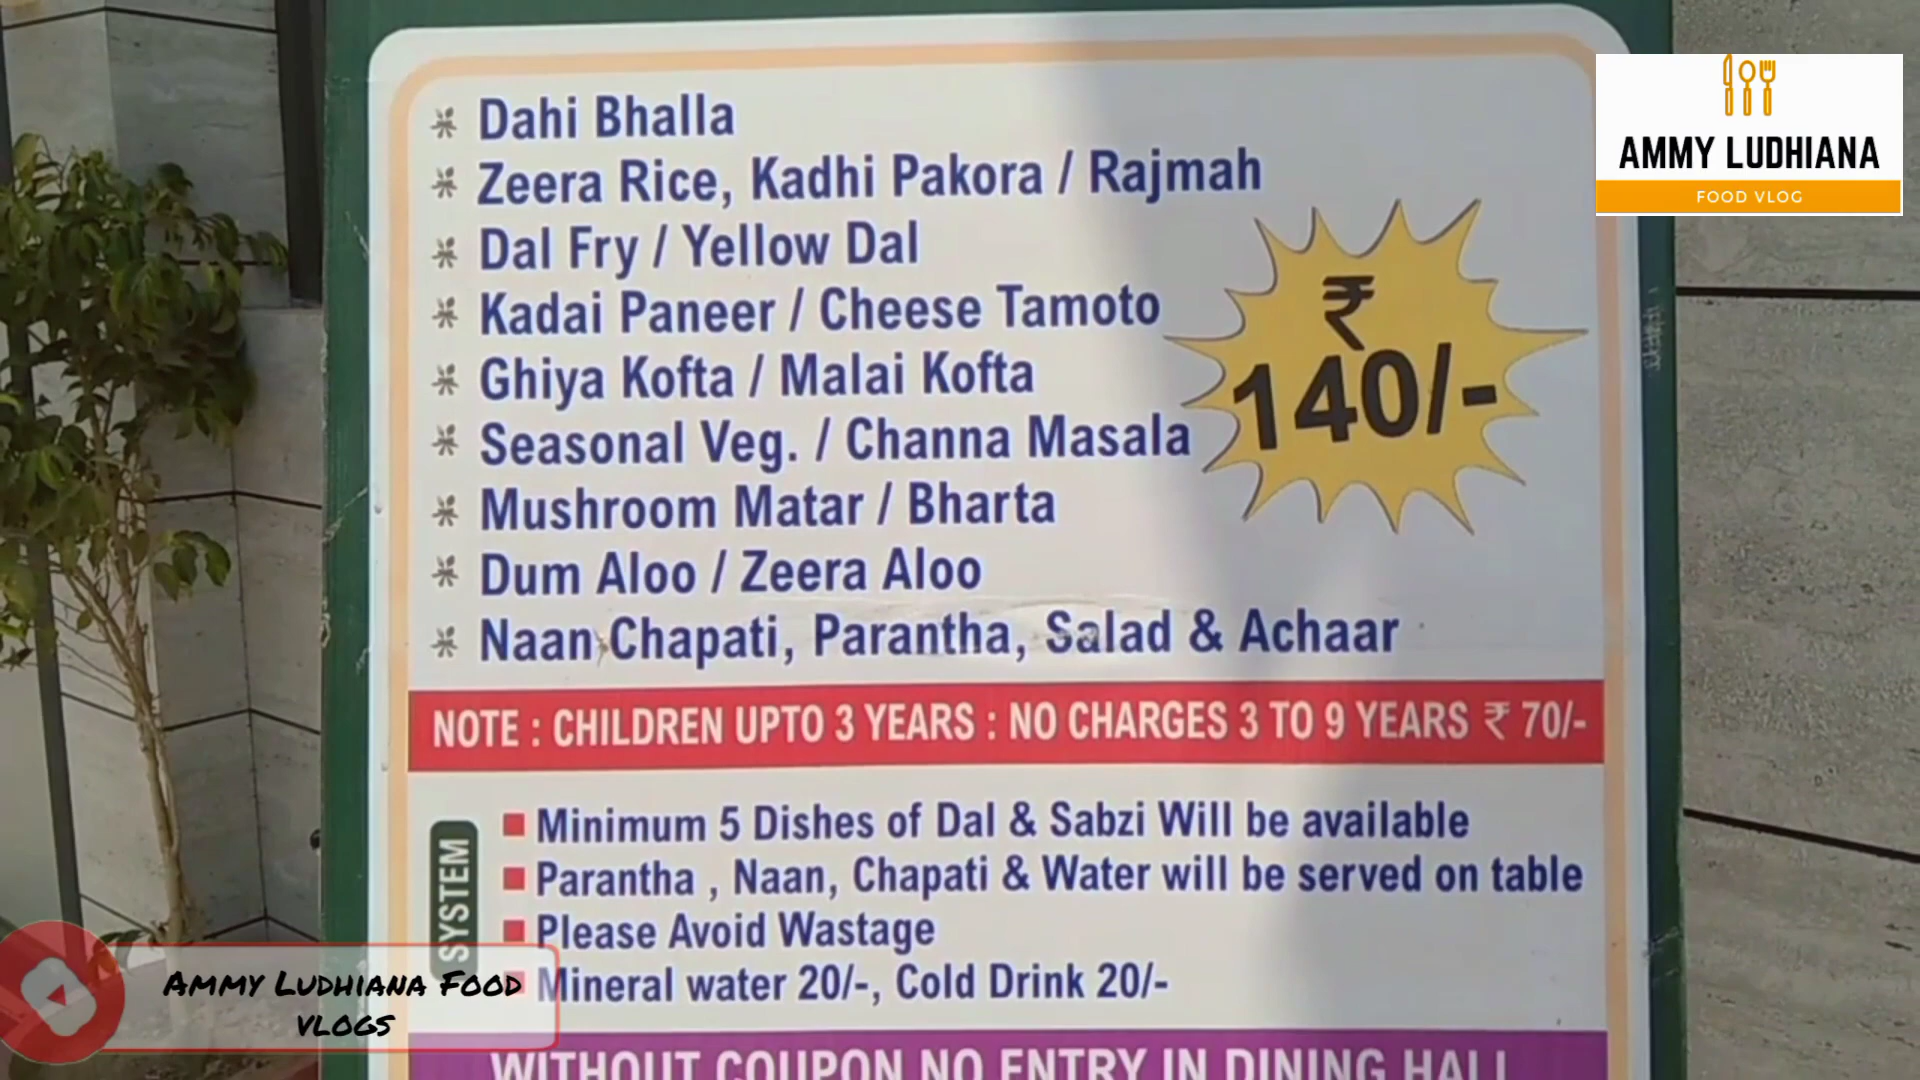 Dahi Bhalla
Zeera Rice, Kadhi Pakora / Rajmah
Dal Fry / Yellow Dal
Kadai Paneer / Cheese Tamoto
Ghiya Kofta / Malai Kofta
Seasonal Veg. / Channa Masala
Mushroom Matar / Bharta
Dum Aloo / Zeera Aloo
Naan, Chapati, Parantha, Salad & Achaar
₹
140/-
AMMY LUDHIANA
FOOD VLOG
NOTE : CHILDREN UPTO 3 YEARS : NO CHARGES 3 TO 9 YEARS ₹ 70/-
SYSTEM
Minimum 5 Dishes of Dal & Sabzi Will be available
Parantha , Naan, Chapati & Water will be served on table
Please Avoid Wastage
Mineral water 20/-, Cold Drink 20/-
Ammy Ludhiana Food
vlogs
WITHOUT COUPON NO ENTRY IN DINING HALL